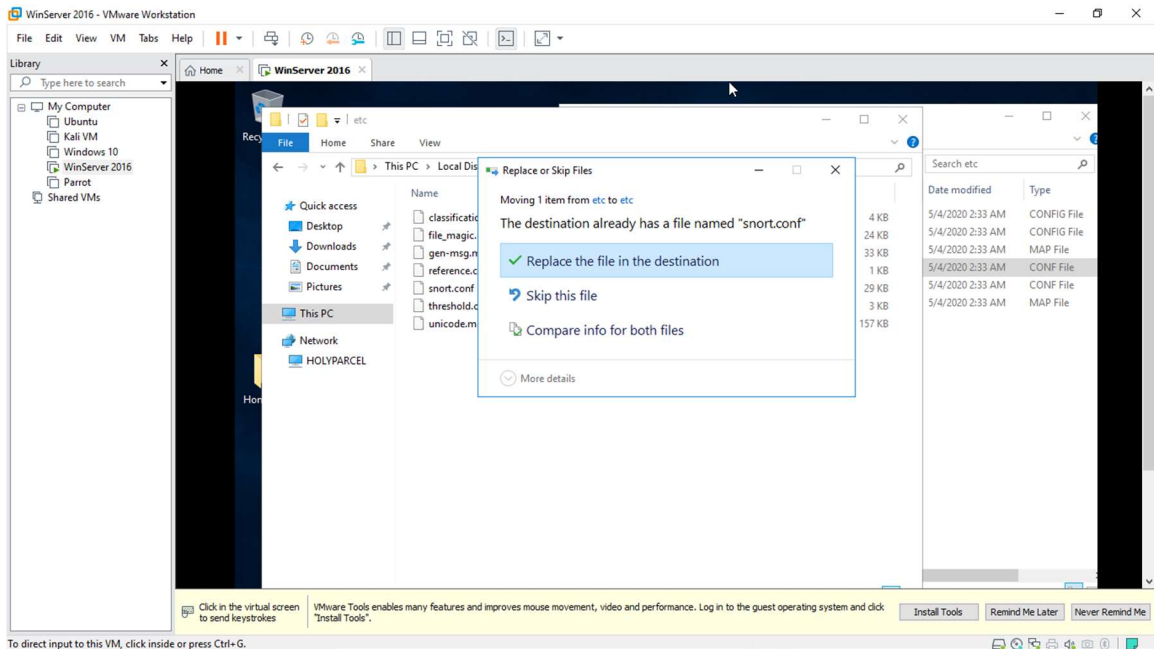 WinServer 2016 - VMware Workstation
File Edit View VM Tabs Help
Library
Type here to search
My Computer
Ubuntu
Kali VM
Windows 10
WinServer 2016
Parrot
Shared VMs
Home
WinServer 2016
etc
File Home Share View
This PC > Local Dis
Quick access
Desktop
Downloads
Documents
Pictures
This PC
Network
HOLYPARCEL
Name
classificatio
file_magic.
gen-msg.m
reference.c
snort.conf
threshold.c
unicode.m
4 KB
24 KB
33 KB
1 KB
29 KB
3 KB
157 KB
Replace or Skip Files
Moving 1 item from etc to etc
The destination already has a file named "snort.conf"
Replace the file in the destination
Skip this file
Compare info for both files
More details
Search etc
Date modified Type
5/4/2020 2:33 AM CONFIG File
5/4/2020 2:33 AM CONFIG File
5/4/2020 2:33 AM MAP File
5/4/2020 2:33 AM CONF File
5/4/2020 2:33 AM CONF File
5/4/2020 2:33 AM MAP File
Recy
Hon
Click in the virtual screen
to send keystrokes
VMware Tools enables many features and improves mouse movement, video and performance. Log in to the guest operating system and click
"Install Tools".
Install Tools Remind Me Later Never Remind Me
To direct input to this VM, click inside or press Ctrl+G.